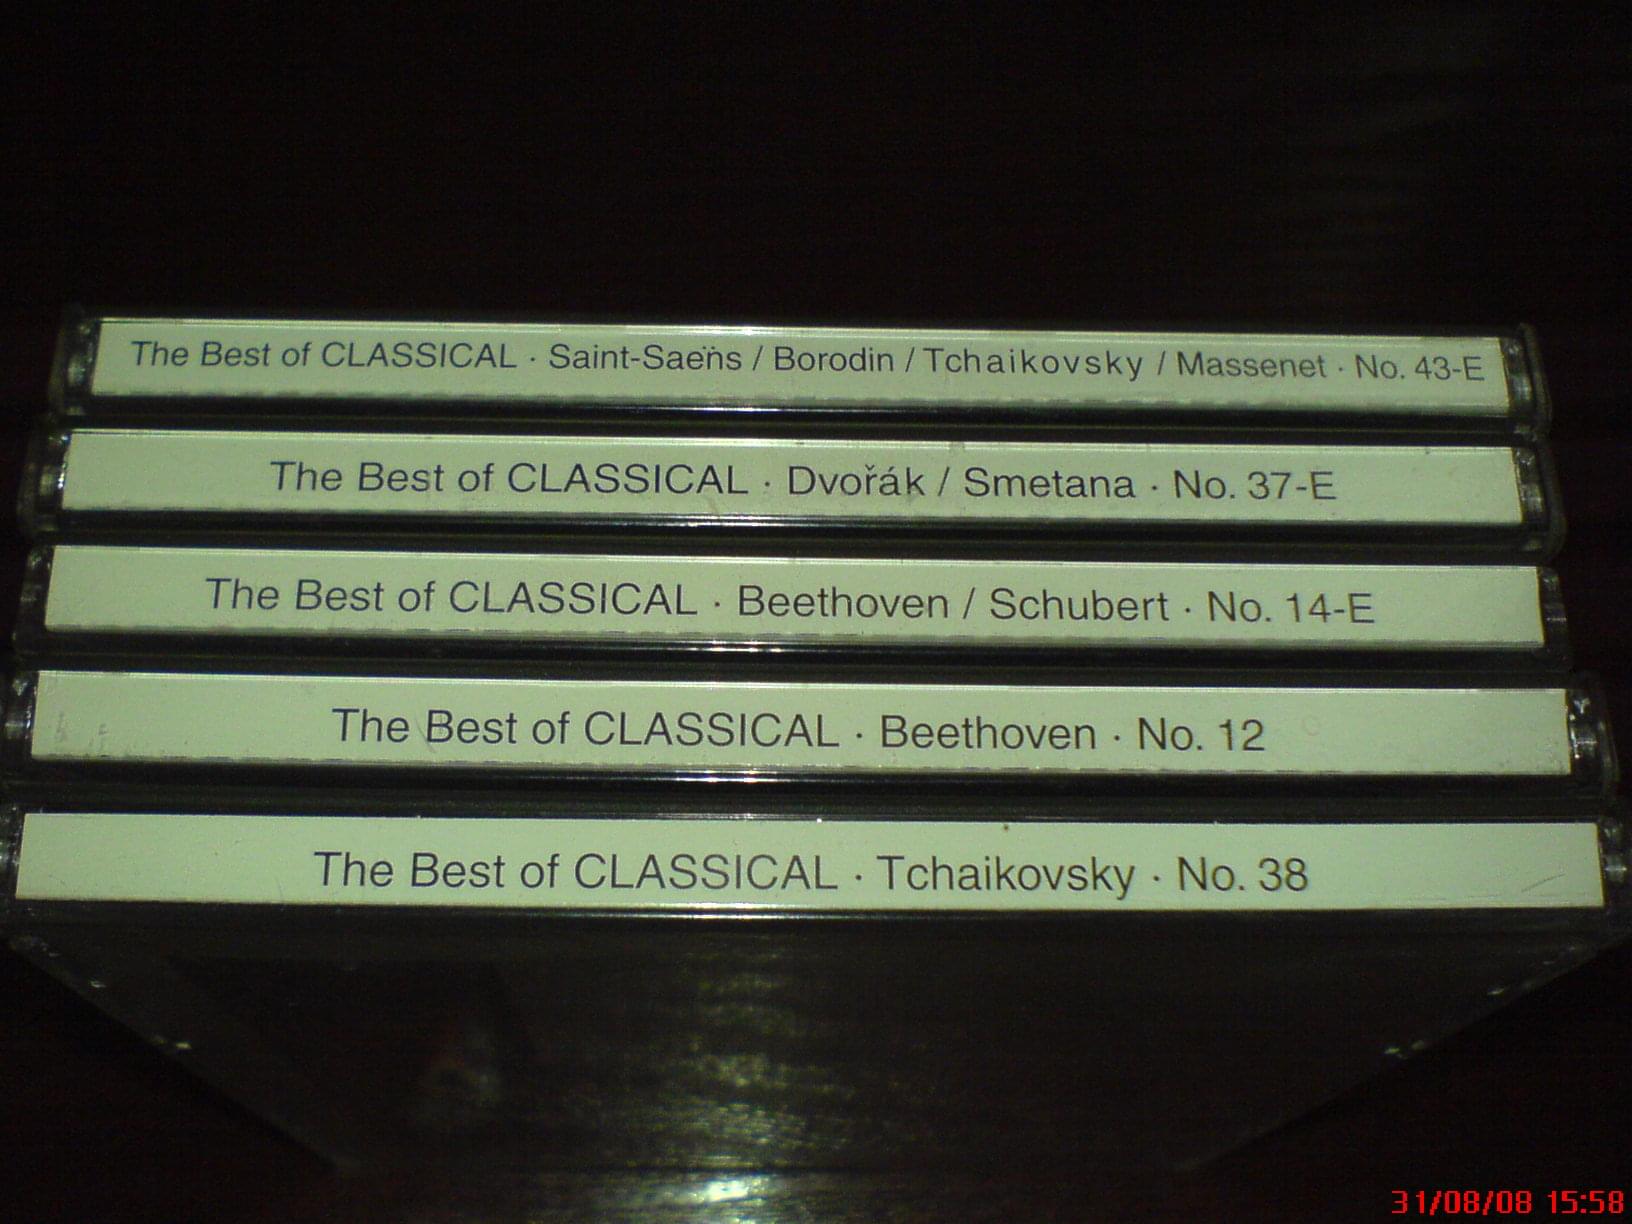 The Best of CLASSICAL · Saint-Saëns / Borodin / Tchaikovsky / Massenet · No. 43-E
The Best of CLASSICAL · Dvořák / Smetana · No. 37-E
The Best of CLASSICAL · Beethoven / Schubert · No. 14-E
The Best of CLASSICAL · Beethoven · No. 12
The Best of CLASSICAL · Tchaikovsky · No. 38
31/08/08 15:58